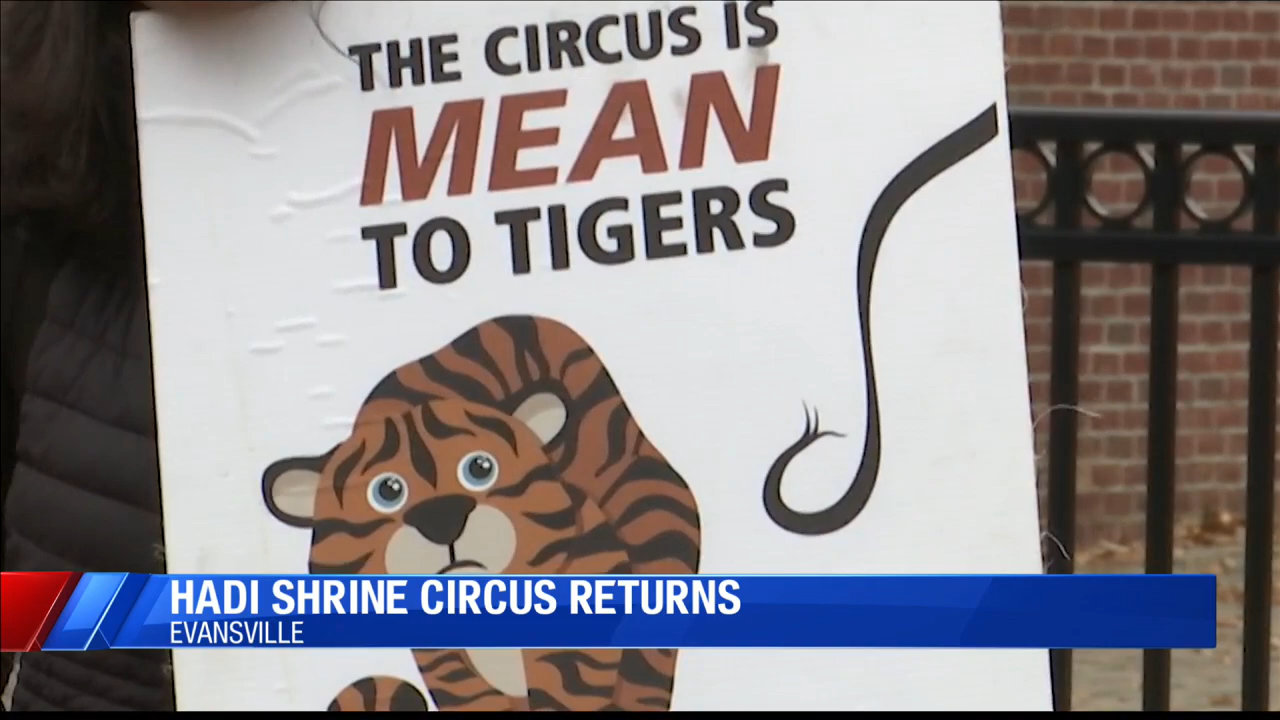 THE CIRCUS IS
MEAN
TO TIGERS
HADI SHRINE CIRCUS RETURNS
EVANSVILLE